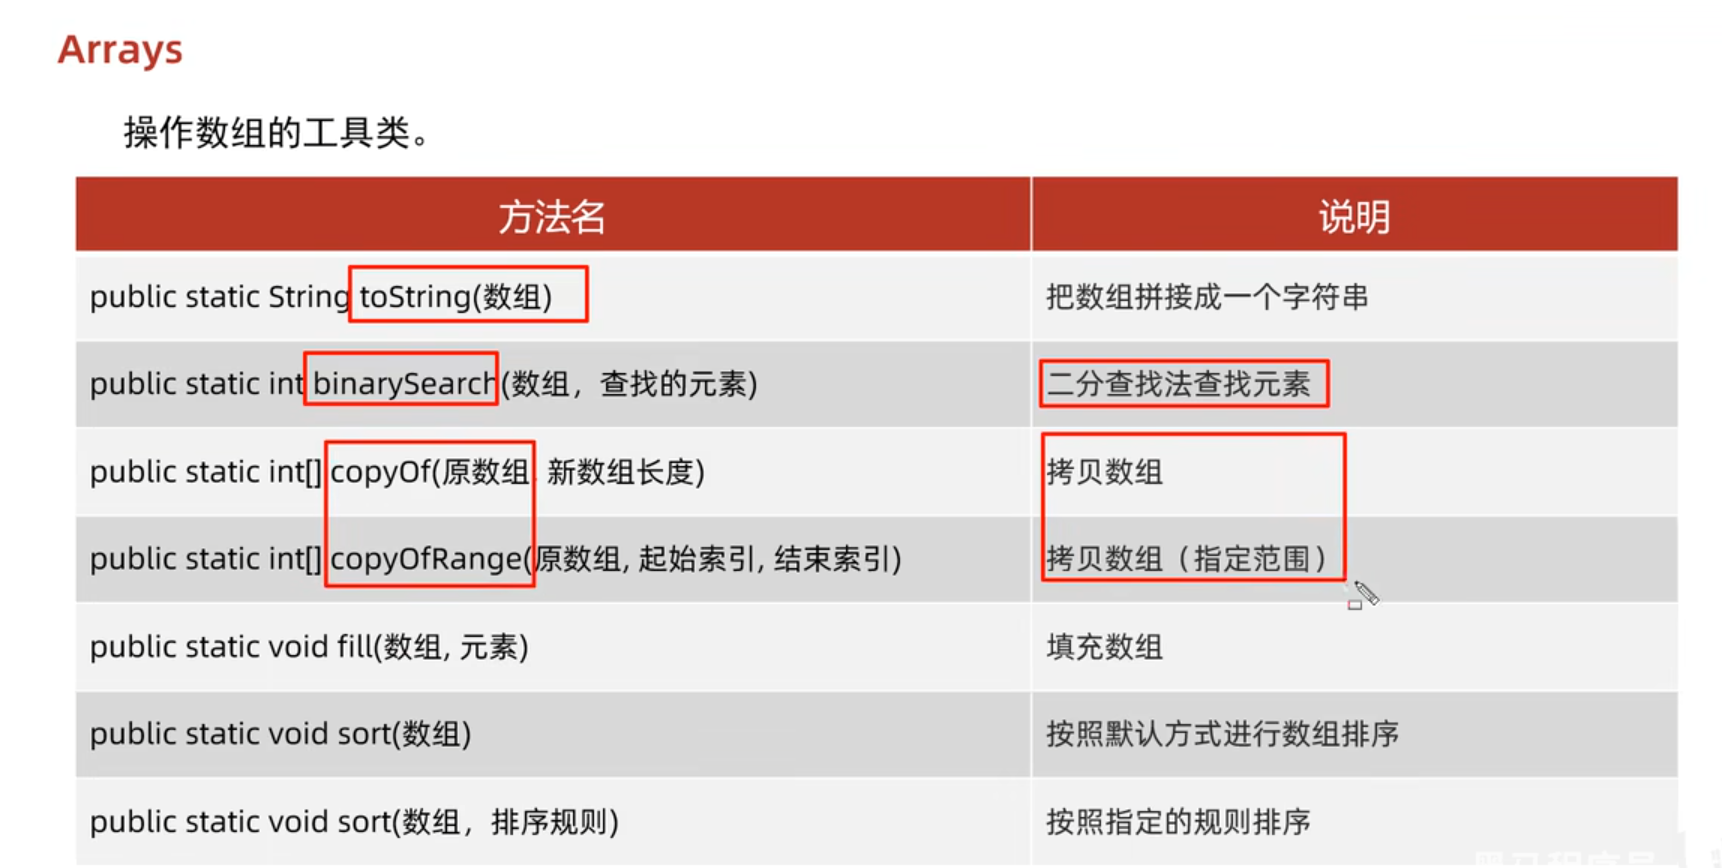 Arrays
操作数组的工具类。
方法名 说明
public static String toString(数组) 把数组拼接成一个字符串
public static int binarySearch(数组，查找的元素) 二分查找法查找元素
public static int[] copyOf(原数组, 新数组长度) 拷贝数组
public static int[] copyOfRange(原数组, 起始索引, 结束索引) 拷贝数组（指定范围）
public static void fill(数组, 元素) 填充数组
public static void sort(数组) 按照默认方式进行数组排序
public static void sort(数组，排序规则) 按照指定的规则排序